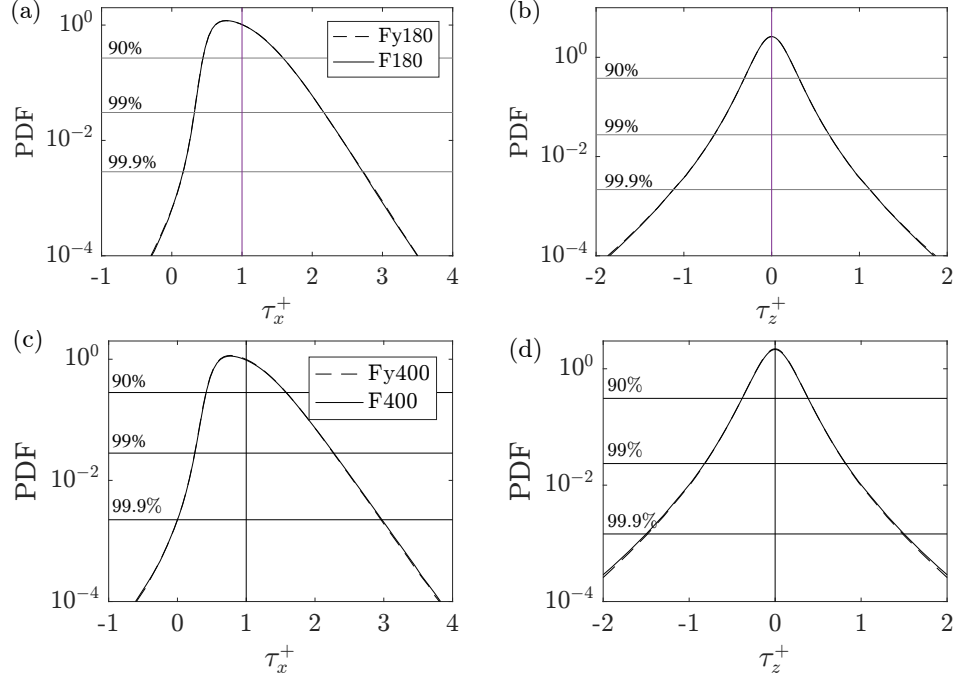 (a)
PDF
10^0
10^-2
10^-4
90%
99%
99.9%
Fy180
F180
-1 0 1 2 3 4
τ_x^+
(b)
PDF
10^0
10^-2
10^-4
90%
99%
99.9%
-2 -1 0 1 2
τ_z^+
(c)
PDF
10^0
10^-2
10^-4
90%
99%
99.9%
Fy400
F400
-1 0 1 2 3 4
τ_x^+
(d)
PDF
10^0
10^-2
10^-4
90%
99%
99.9%
-2 -1 0 1 2
τ_z^+